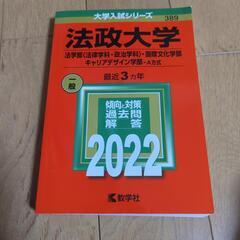 大学入試シリーズ
389
法政大学
法学部〈法律学科・政治学科〉・国際文化学部
キャリアデザイン学部-A方式
一般
最近3カ年
傾向と対策
過去問
解答
2022
教学社